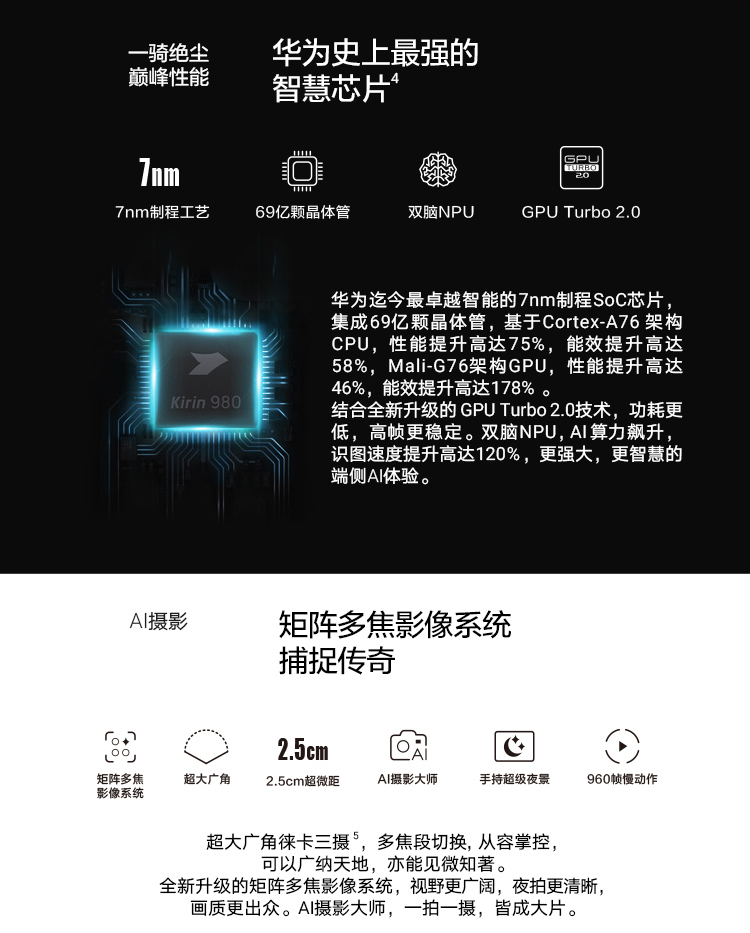 一骑绝尘
巅峰性能
华为史上最强的
智慧芯片4
7nm
GPU
TURBO
2.0
7nm制程工艺
69亿颗晶体管
双脑NPU
GPU Turbo 2.0
Kirin 980
华为迄今最卓越智能的7nm制程SoC芯片，
集成69亿颗晶体管，基于Cortex-A76 架构
CPU，性能提升高达75%，能效提升高达
58%，Mali-G76架构GPU，性能提升高达
46%，能效提升高达178% 。
结合全新升级的 GPU Turbo 2.0技术，功耗更
低，高帧更稳定。双脑NPU, AI 算力飙升，
识图速度提升高达120%，更强大，更智慧的
端侧AI体验。
AI摄影
矩阵多焦影像系统
捕捉传奇
2.5cm
AI
矩阵多焦
影像系统
超大广角
2.5cm超微距
AI摄影大师
手持超级夜景
960帧慢动作
超大广角徕卡三摄5，多焦段切换, 从容掌控，
可以广纳天地，亦能见微知著。
全新升级的矩阵多焦影像系统，视野更广阔，夜拍更清晰，
画质更出众。AI摄影大师，一拍一摄，皆成大片。